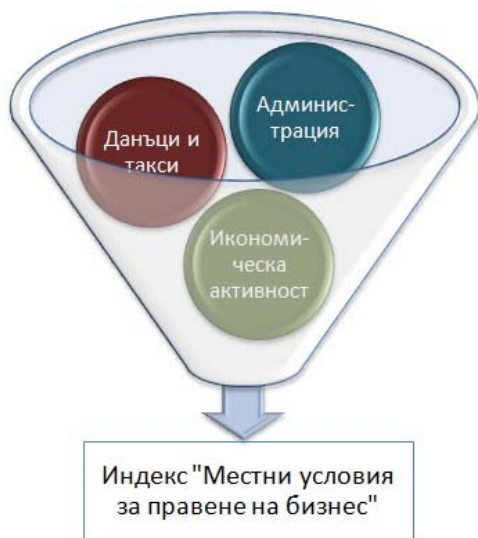 Данъци и
такси
Админис-
трация
Икономи-
ческа
активност
Индекс "Местни условия
за правене на бизнес"